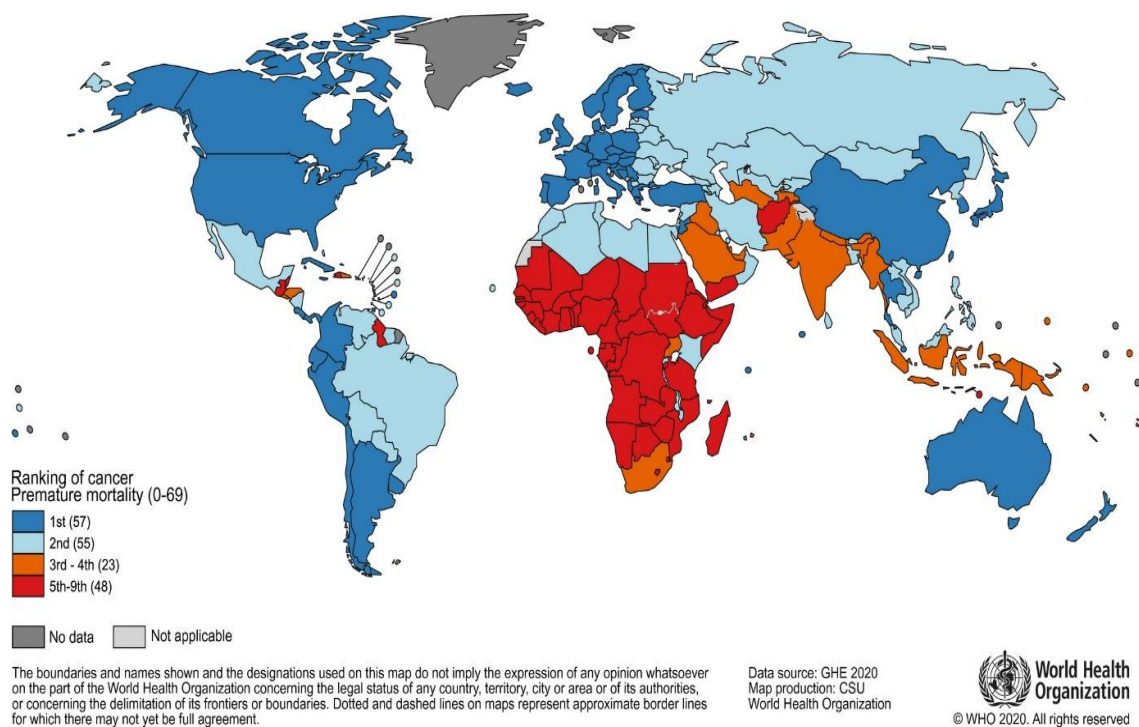 Ranking of cancer
Premature mortality (0-69)
1st (57)
2nd (55)
3rd - 4th (23)
5th-9th (48)
No data
Not applicable
The boundaries and names shown and the designations used on this map do not imply the expression of any opinion whatsoever
on the part of the World Health Organization concerning the legal status of any country, territory, city or area or of its authorities,
or concerning the delimitation of its frontiers or boundaries. Dotted and dashed lines on maps represent approximate border lines
for which there may not yet be full agreement.
Data source: GHE 2020
Map production: CSU
World Health Organization
World Health
Organization
© WHO 2020. All rights reserved